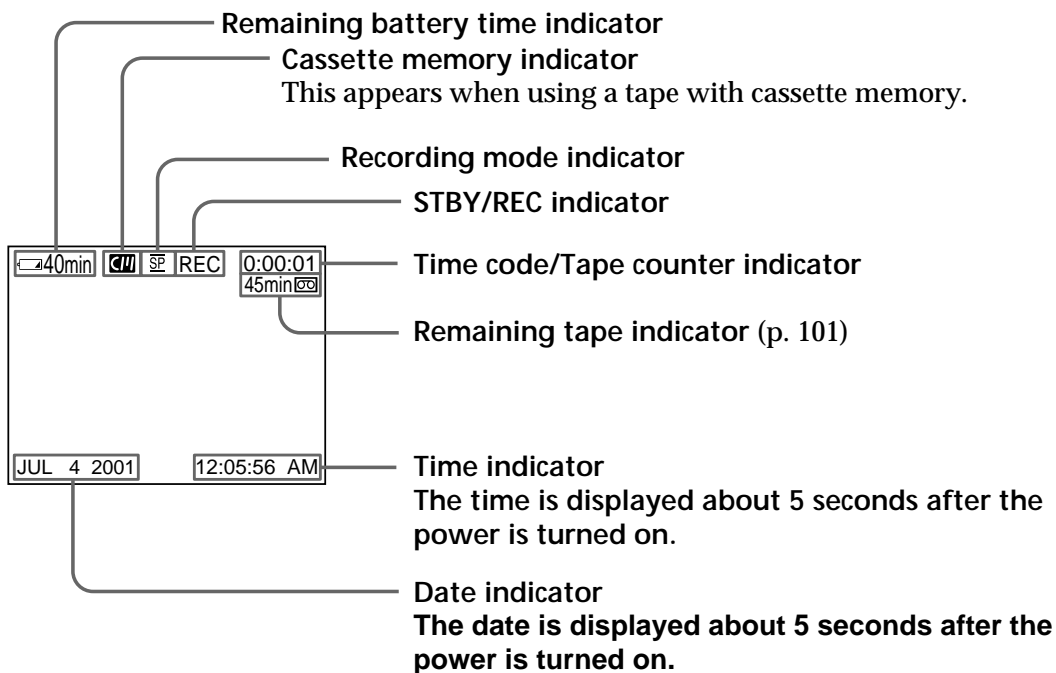 Remaining battery time indicator
Cassette memory indicator
This appears when using a tape with cassette memory.
Recording mode indicator
STBY/REC indicator
40min CM SP REC 0:00:01
Time code/Tape counter indicator
45min
Remaining tape indicator (p. 101)
JUL 4 2001 12:05:56 AM
Time indicator
The time is displayed about 5 seconds after the
power is turned on.
Date indicator
The date is displayed about 5 seconds after the
power is turned on.